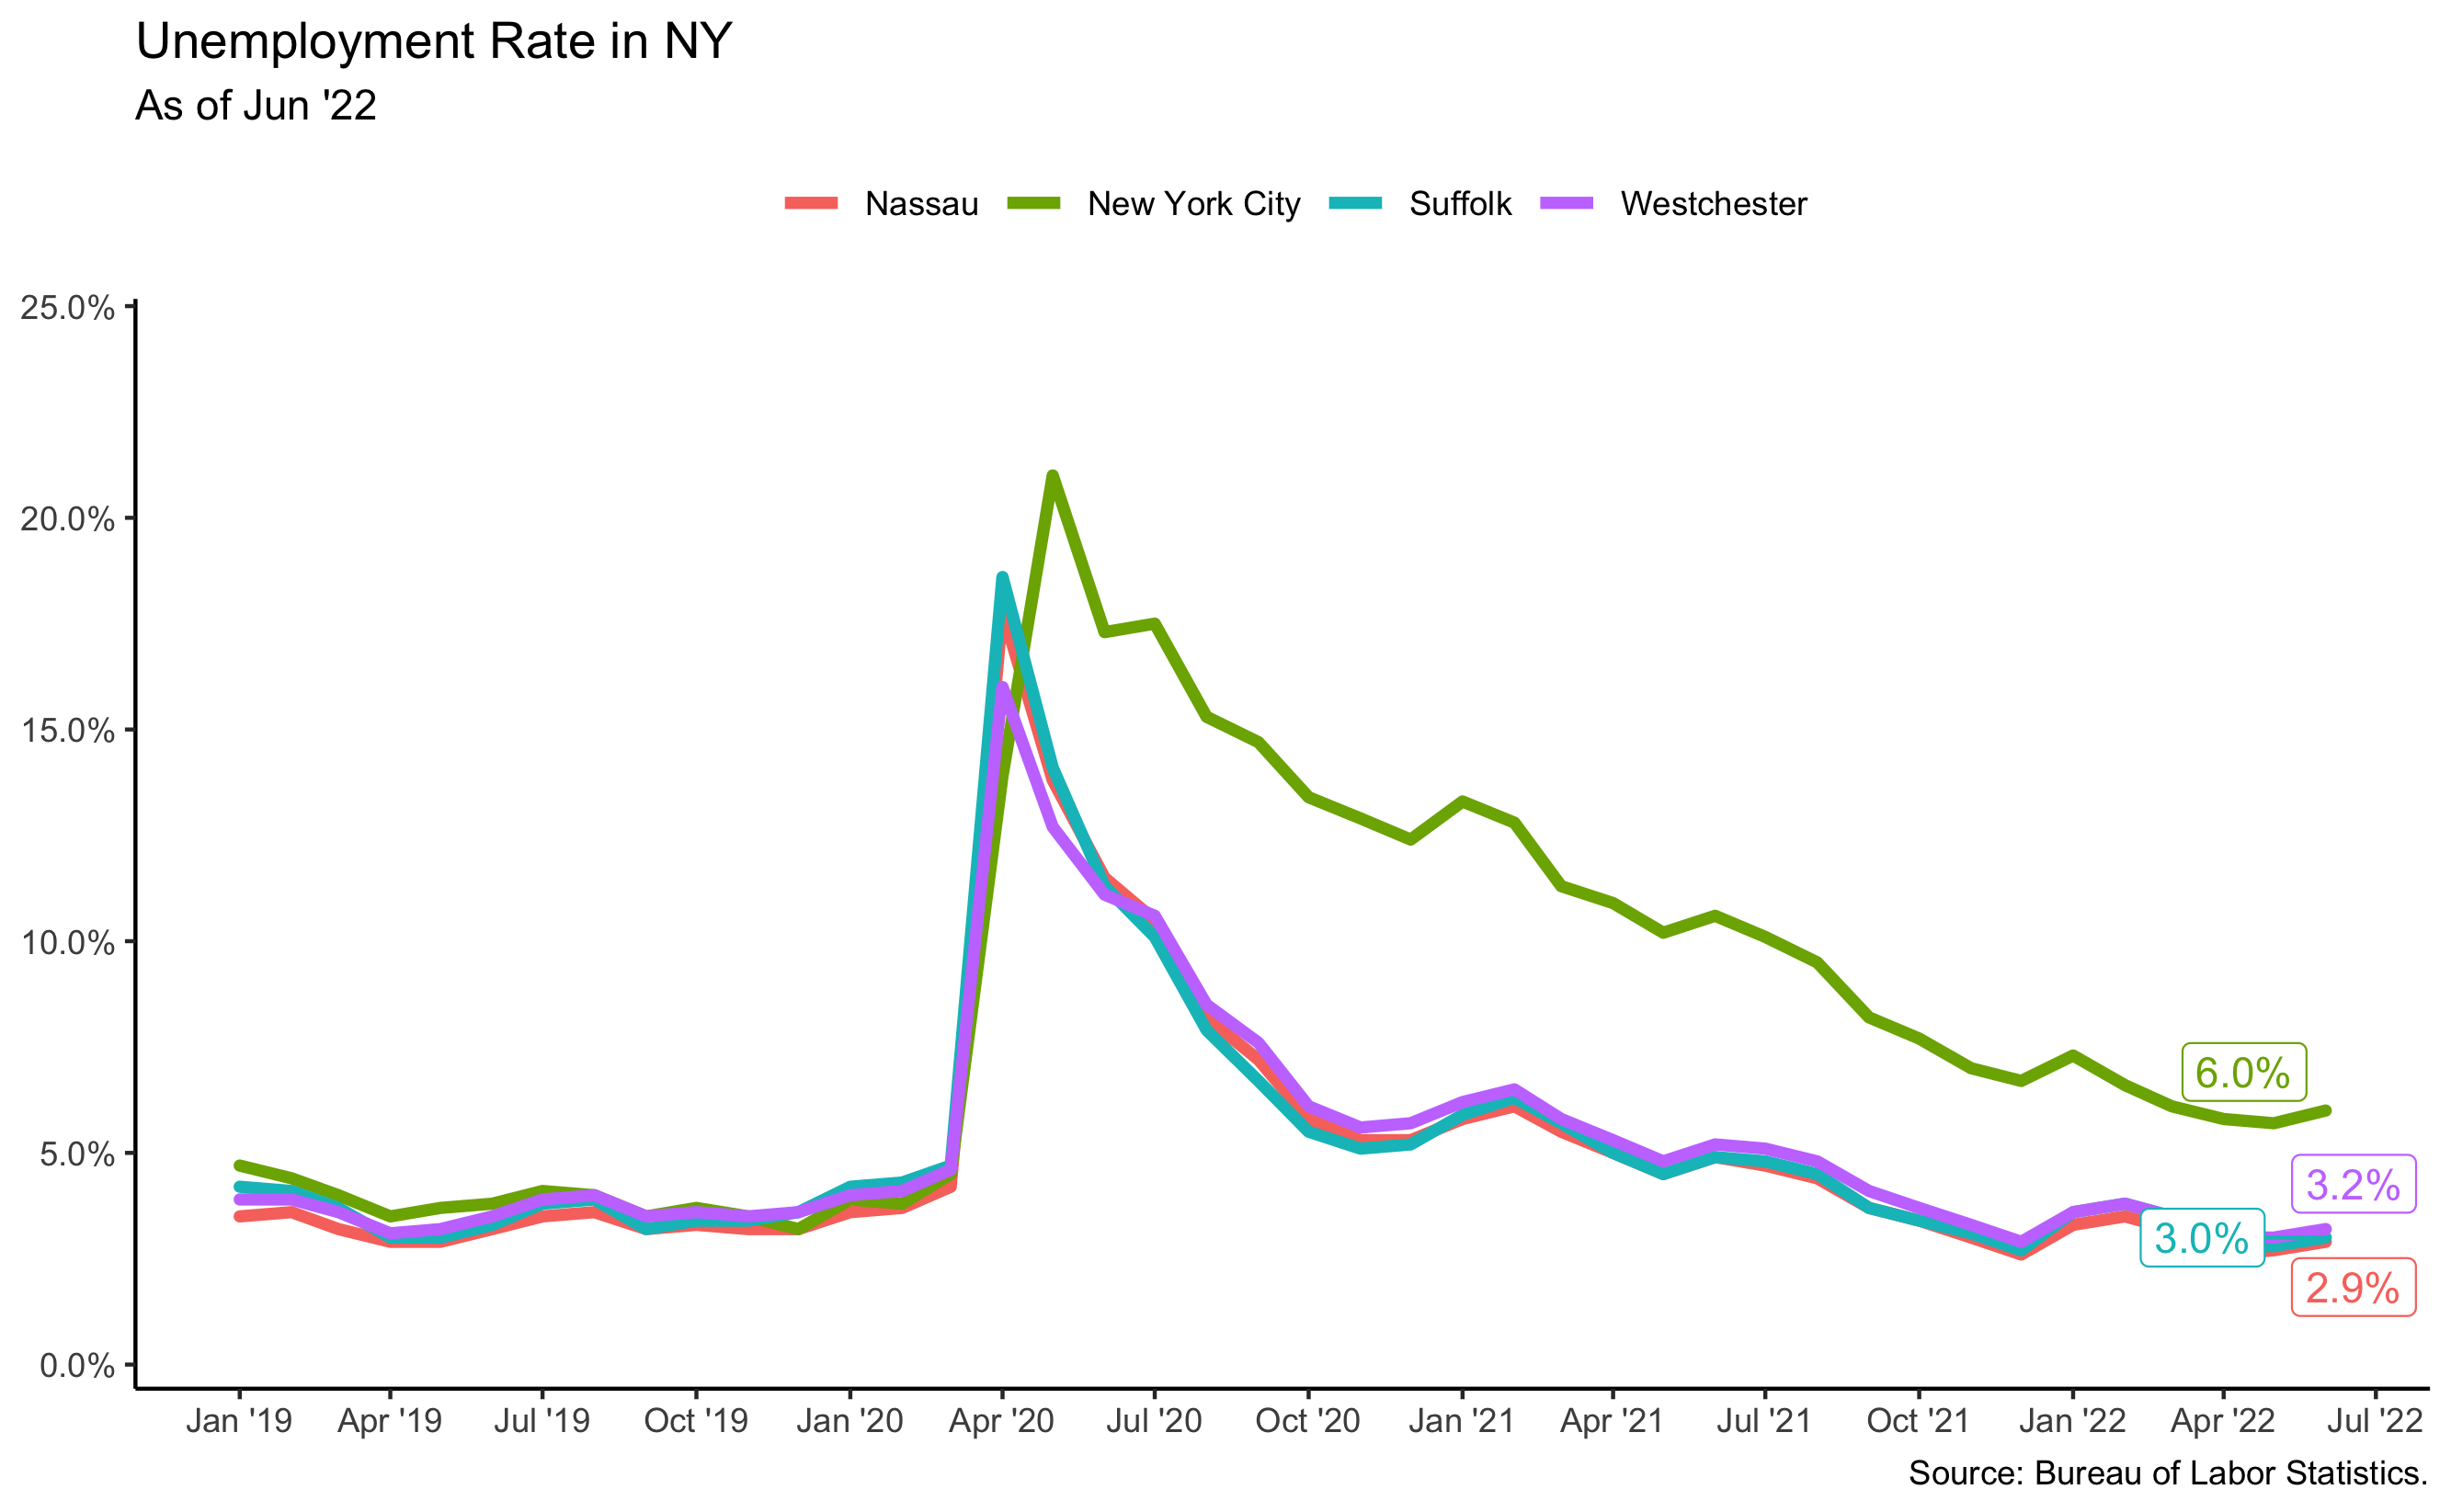 Unemployment Rate in NY
As of Jun '22
Nassau New York City Suffolk Westchester
25.0%
20.0%
15.0%
10.0%
5.0%
0.0%
6.0%
3.2%
3.0%
2.9%
Jan '19 Apr '19 Jul '19 Oct '19 Jan '20 Apr '20 Jul '20 Oct '20 Jan '21 Apr '21 Jul '21 Oct '21 Jan '22 Apr '22 Jul '22
Source: Bureau of Labor Statistics.